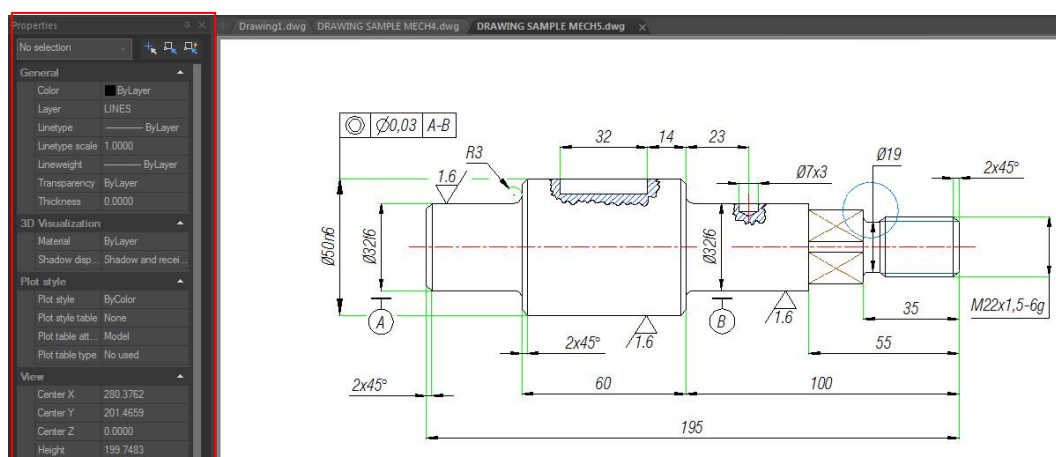 Properties
No selection
General
Color ByLayer
Layer LINES
Linetype ByLayer
Linetype scale 1.0000
Lineweight ByLayer
Transparency ByLayer
Thickness 0.0000
3D Visualization
Material ByLayer
Shadow disp... Shadow and recei...
Plot style
Plot style ByColor
Plot style table None
Plot table att... Model
Plot table type No used
View
Center X 280.3762
Center Y 201.4659
Center Z 0.0000
Height 199.7483
Drawing1.dwg DRAWING SAMPLE MECH4.dwg DRAWING SAMPLE MECH5.dwg
Ø0,03 A-B
32 14 23
R3
Ø19
1.6
Ø7x3
2x45°
Ø50n6
Ø32f6
Ø32f6
M22x1,5-6g
A
B
1.6
1.6
35
2x45°
55
2x45°
60
100
195